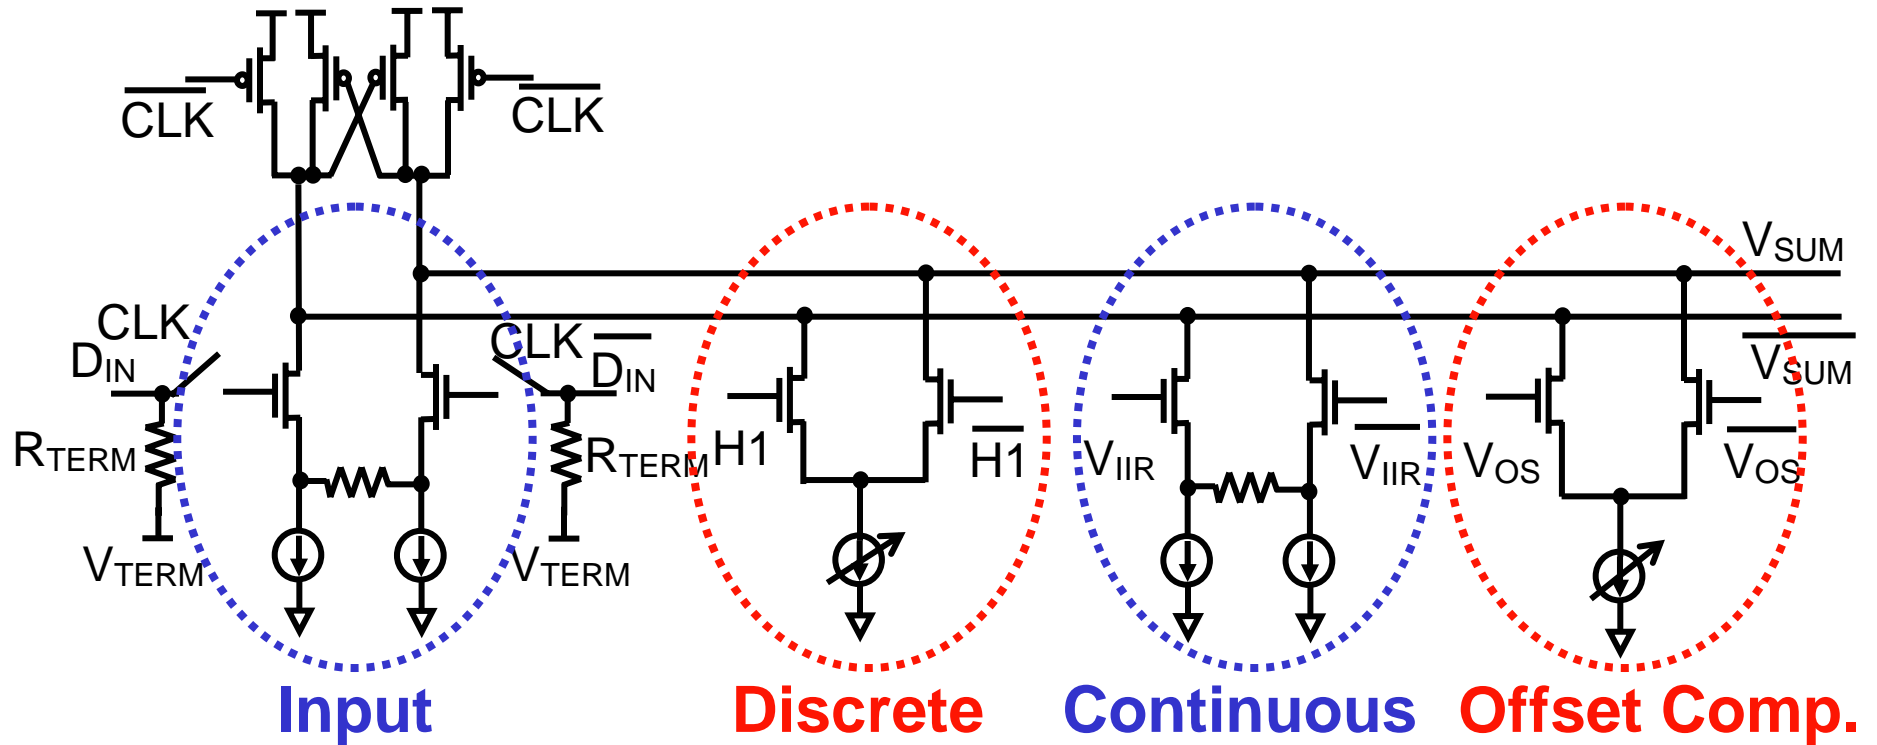 CLK
CLK
VSUM
CLK
DIN
CLK
DIN
VSUM
RTERM
RTERM
H1
H1
VIIR
VIIR
VOS
VOS
VTERM
VTERM
Input
Discrete
Continuous
Offset Comp.